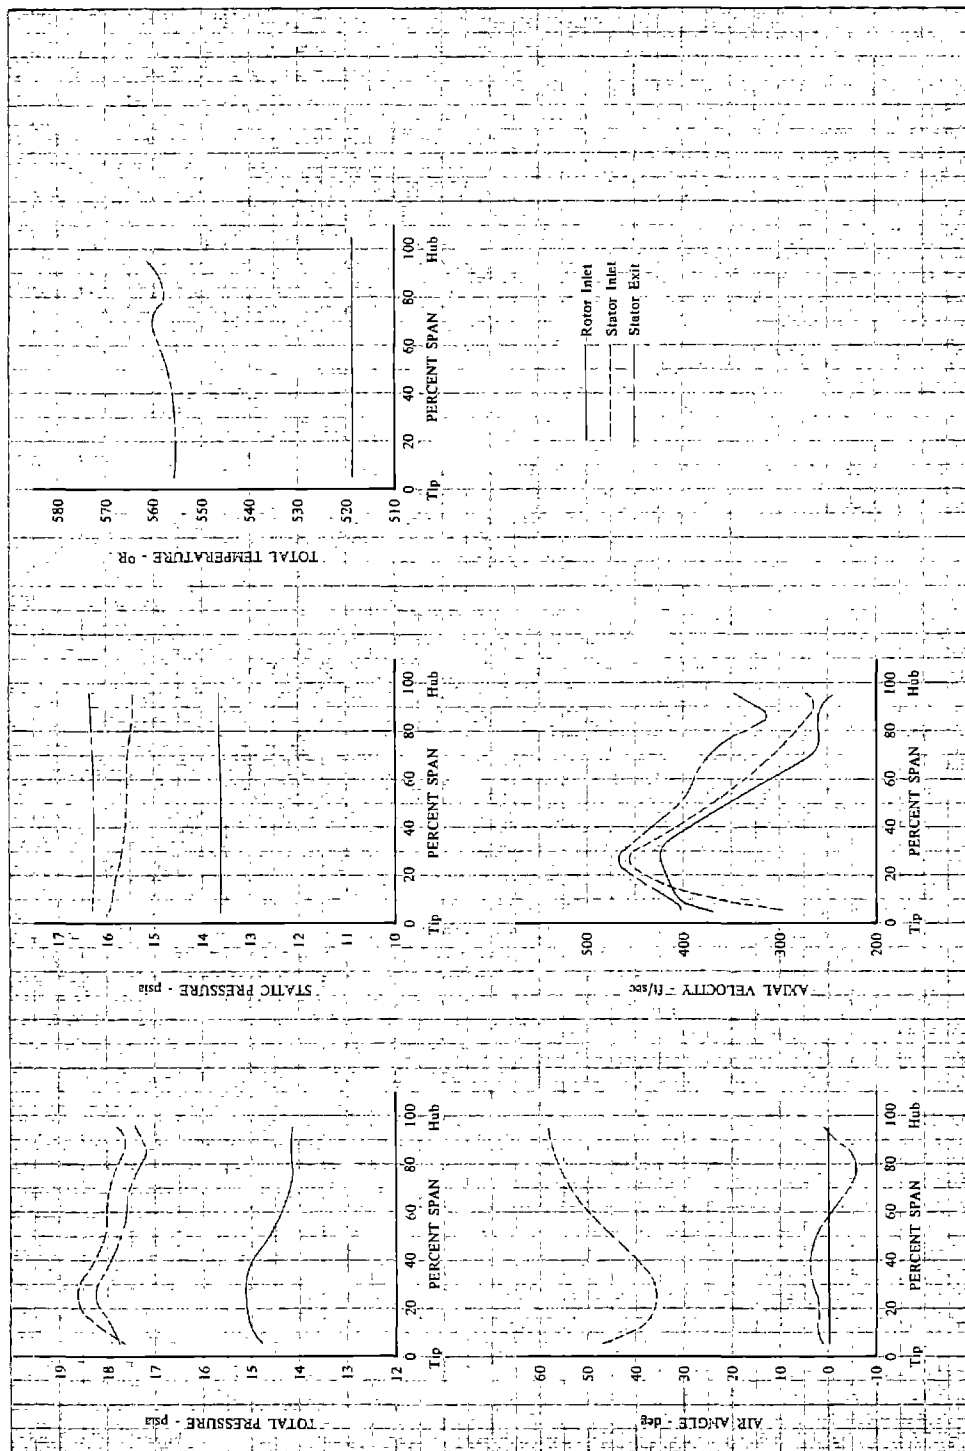 580
570
560
550
540
530
520
510
0
20
40
60
80
100
Tip
PERCENT SPAN
Hub
TOTAL TEMPERATURE - ºR
Rotor Inlet
Stator Inlet
Stator Exit
17
16
15
14
13
12
11
10
0
20
40
60
80
100
Tip
PERCENT SPAN
Hub
STATIC PRESSURE - psia
500
400
300
200
0
20
40
60
80
100
Tip
PERCENT SPAN
Hub
AXIAL VELOCITY - ft/sec
19
18
17
16
15
14
13
12
0
20
40
60
80
100
Tip
PERCENT SPAN
Hub
TOTAL PRESSURE - psia
60
50
40
30
20
10
0
-10
0
20
40
60
80
100
Tip
PERCENT SPAN
Hub
AIR ANGLE - deg